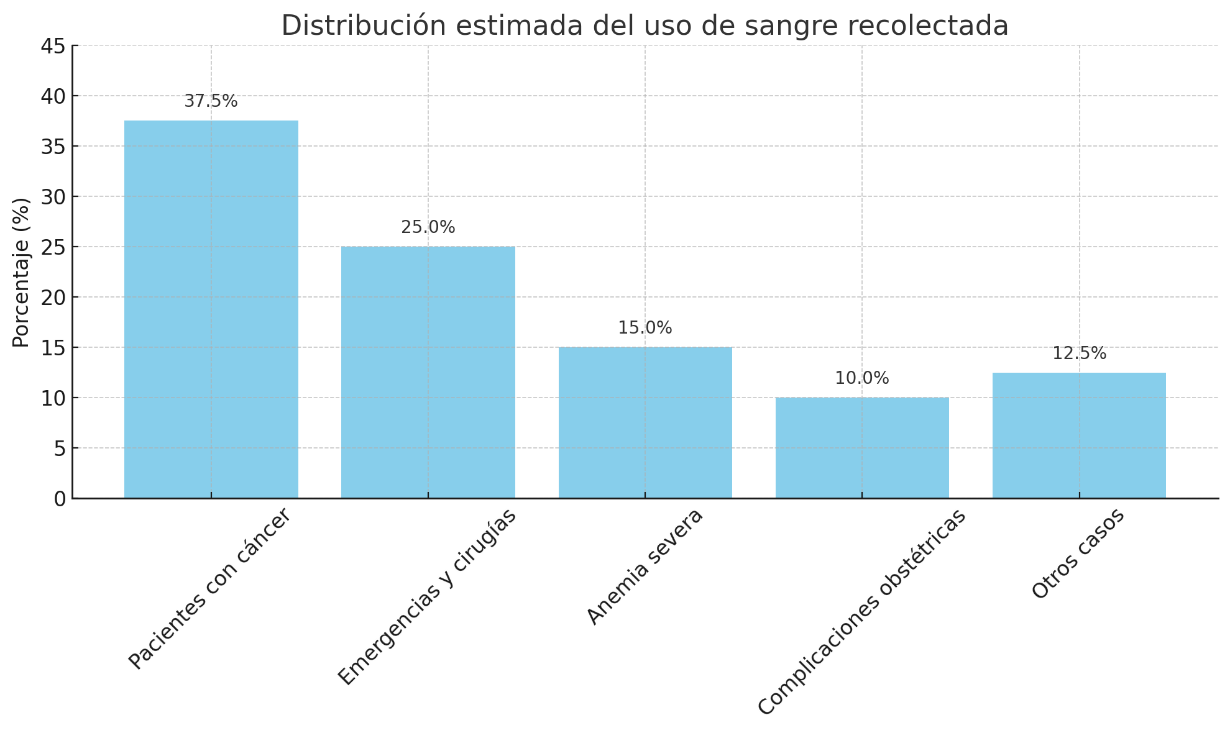 Distribución estimada del uso de sangre recolectada
Porcentaje (%)
45
40
35
30
25
20
15
10
5
0
37.5%
25.0%
15.0%
10.0%
12.5%
Pacientes con cáncer
Emergencias y cirugías
Anemia severa
Complicaciones obstétricas
Otros casos